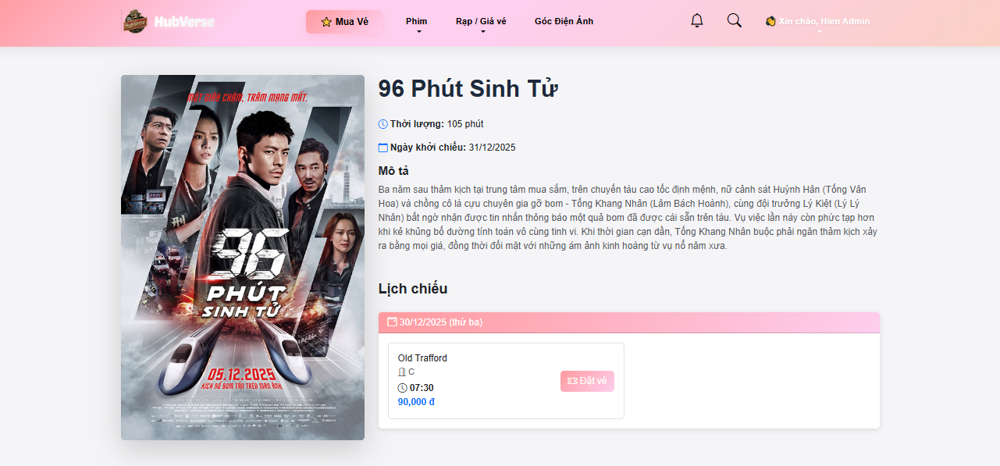 HubVerse
Mua Vé
Phim
Rạp / Giá vé
Góc Điện Ảnh
Xin chào, Hien Admin
MỘT GIÂY CHẬM, TRĂM MẠNG MẤT.
96
PHÚT
SINH TỬ
05.12.2025
KỊCH NỔ BOM TẤN TRÊN MÀN ẢNH
96 Phút Sinh Tử
Thời lượng: 105 phút
Ngày khởi chiếu: 31/12/2025
Mô tả
Ba năm sau thảm kịch tại trung tâm mua sắm, trên chuyến tàu cao tốc định mệnh, nữ cảnh sát Huỳnh Hân (Tống Vân
Hoa) và chồng cô là cựu chuyên gia gỡ bom - Tống Khang Nhân (Lâm Bách Hoành), cùng đội trưởng Lý Kiệt (Lý Lý
Nhân) bất ngờ nhận được tin nhắn thông báo một quả bom đã được cài sẵn trên tàu. Vụ việc lần này còn phức tạp hơn
khi kẻ khủng bố dường tính toán vô cùng tinh vi. Khi thời gian cạn dần, Tống Khang Nhân buộc phải ngăn thảm kịch xảy
ra bằng mọi giá, đồng thời đối mặt với những ám ảnh kinh hoàng từ vụ nổ năm xưa.
Lịch chiếu
30/12/2025 (thứ ba)
Old Trafford
C
07:30
90,000 đ
Đặt vé